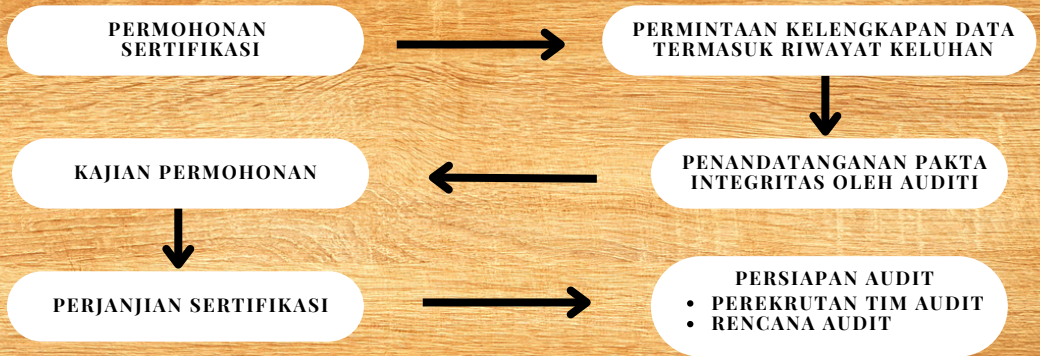 PERMOHONAN
SERTIFIKASI
PERMINTAAN KELENGKAPAN DATA
TERMASUK RIWAYAT KELUHAN
PENANDATANGANAN PAKTA
INTEGRITAS OLEH AUDITI
KAJIAN PERMOHONAN
PERJANJIAN SERTIFIKASI
PERSIAPAN AUDIT
• PEREKRUTAN TIM AUDIT
• RENCANA AUDIT